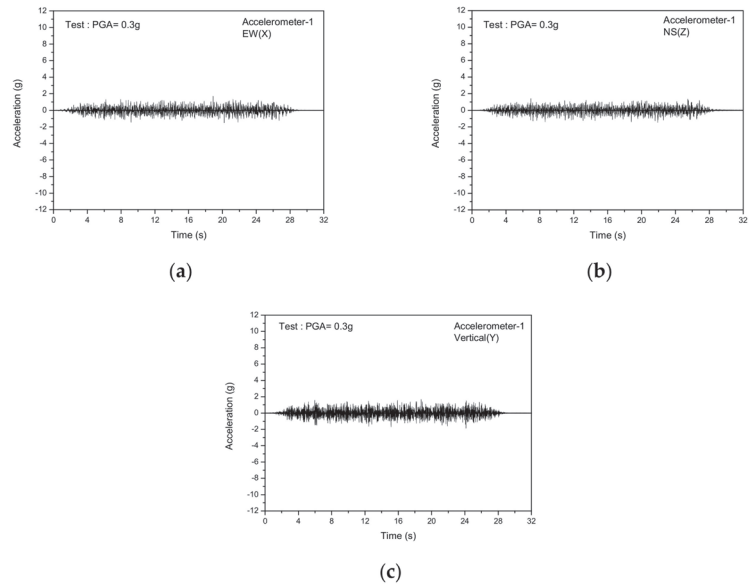 Test : PGA= 0.3g
Accelerometer-1
EW(X)
12
10
8
6
4
2
0
-2
-4
-6
-8
-10
-12
Acceleration (g)
0 4 8 12 16 20 24 28 32
Time (s)
(a)
Test : PGA= 0.3g
Accelerometer-1
NS(Z)
12
10
8
6
4
2
0
-2
-4
-6
-8
-10
-12
Acceleration (g)
0 4 8 12 16 20 24 28 32
Time (s)
(b)
Test : PGA= 0.3g
Accelerometer-1
Vertical(Y)
12
10
8
6
4
2
0
-2
-4
-6
-8
-10
-12
Acceleration (g)
0 4 8 12 16 20 24 28 32
Time (s)
(c)